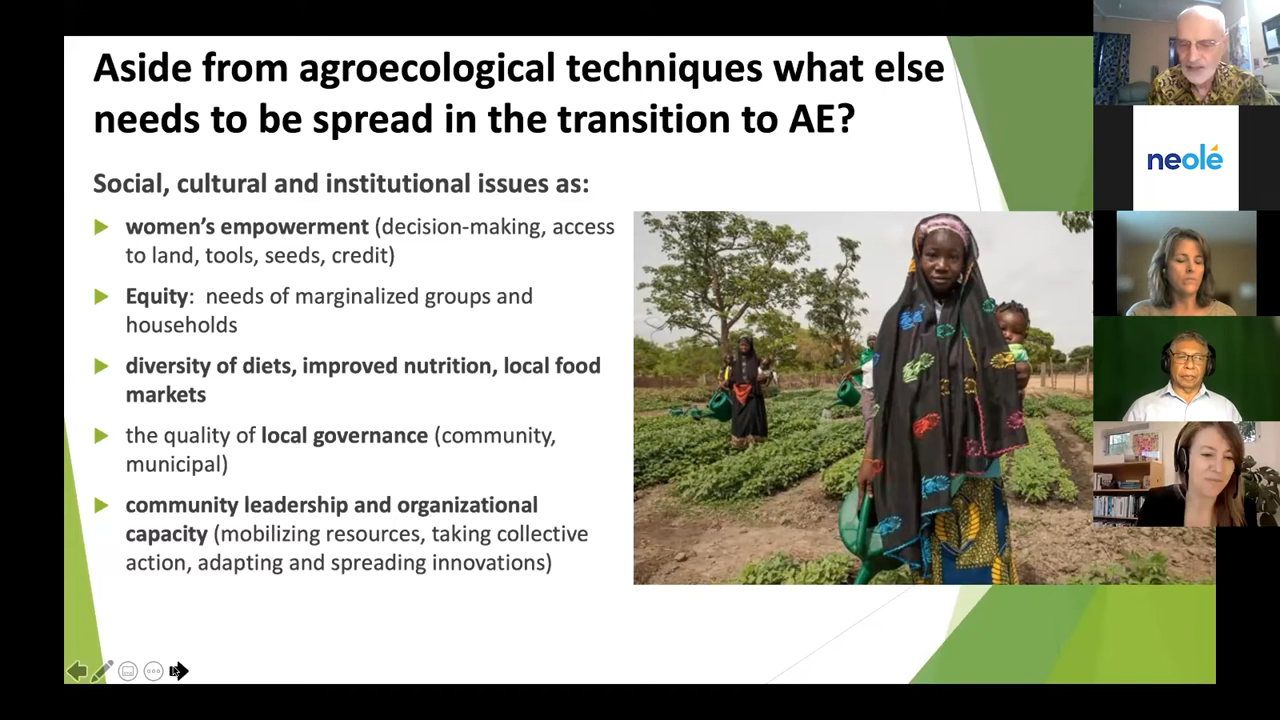 Aside from agroecological techniques what else
needs to be spread in the transition to AE?
Social, cultural and institutional issues as:
women's empowerment (decision-making, access
to land, tools, seeds, credit)
Equity: needs of marginalized groups and
households
diversity of diets, improved nutrition, local food
markets
the quality of local governance (community,
municipal)
community leadership and organizational
capacity (mobilizing resources, taking collective
action, adapting and spreading innovations)
neolé